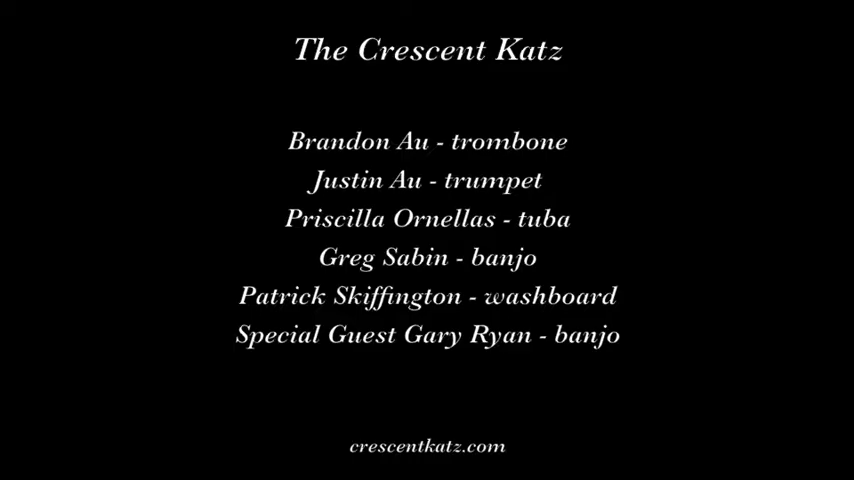 The Crescent Katz
Brandon Au - trombone
Justin Au - trumpet
Priscilla Ornellas - tuba
Greg Sabin - banjo
Patrick Skiffington - washboard
Special Guest Gary Ryan - banjo
crescentkatz.com